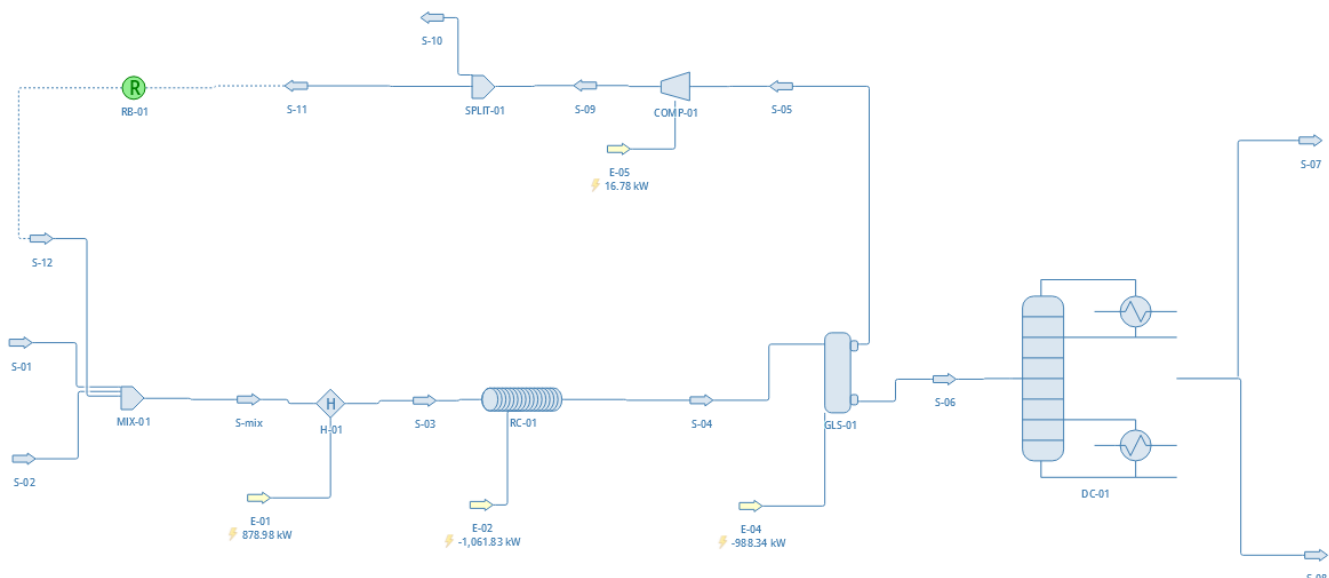 S-10
R
RB-01
S-11
SPLIT-01
S-09
COMP-01
S-05
E-05
16.78 kW
S-07
S-12
S-01
MIX-01
S-mix
H
H-01
S-03
RC-01
S-04
GLS-01
S-06
S-02
DC-01
E-01
878.98 kW
E-02
-1,061.83 kW
E-04
-988.34 kW
S-08